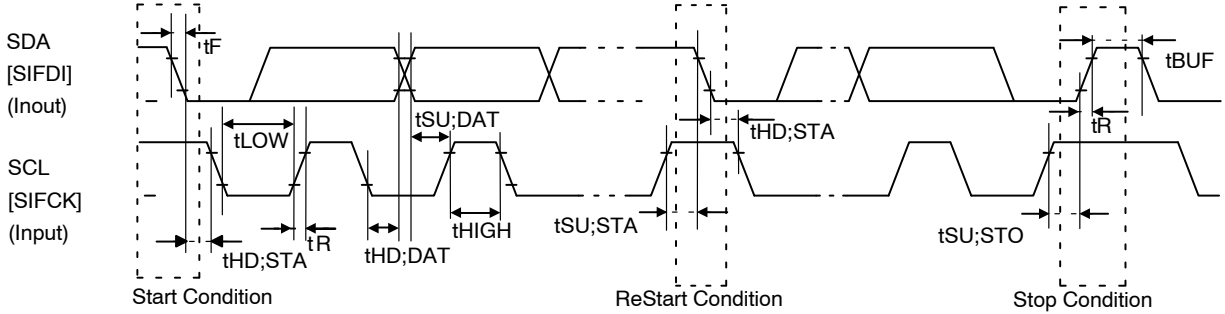 SDA
[SIFDI]
(Inout)
tF
tBUF
tSU;DAT
tLOW
tHD;STA
tR
SCL
[SIFCK]
(Input)
tHD;STA
tR
tHD;DAT
tHIGH
tSU;STA
tSU;STO
Start Condition
ReStart Condition
Stop Condition